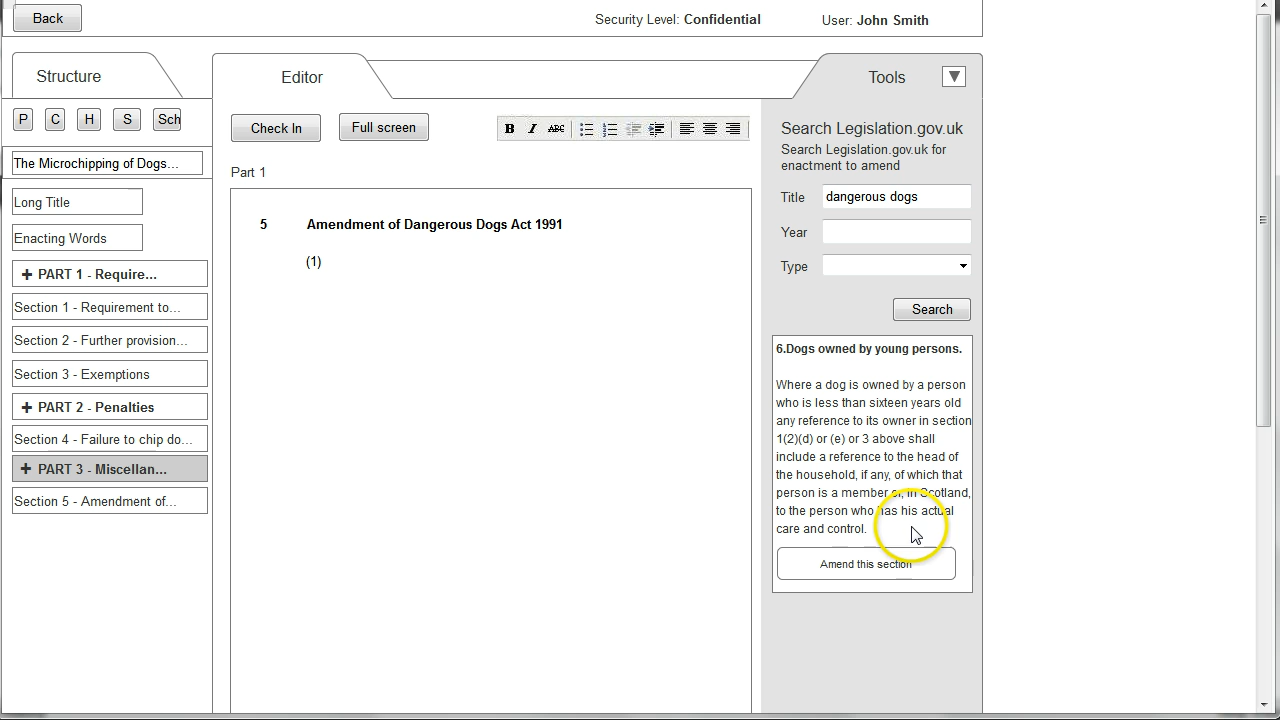 Back
Security Level: Confidential
User: John Smith
Structure
Editor
Tools
P C H S Sch
Check In
Full screen
B I ABC
The Microchipping of Dogs...
Long Title
Enacting Words
PART 1 - Require...
Section 1 - Requirement to...
Section 2 - Further provision...
Section 3 - Exemptions
PART 2 - Penalties
Section 4 - Failure to chip do...
PART 3 - Miscellan...
Section 5 - Amendment of...
Part 1
5 Amendment of Dangerous Dogs Act 1991
(1)
Search Legislation.gov.uk
Search Legislation.gov.uk for
enactment to amend
Title dangerous dogs
Year
Type
Search
6.Dogs owned by young persons.
Where a dog is owned by a person
who is less than sixteen years old
any reference to its owner in section
1(2)(d) or (e) or 3 above shall
include a reference to the head of
the household, if any, of which that
person is a member or, in Scotland,
to the person who has his actual
care and control.
Amend this section